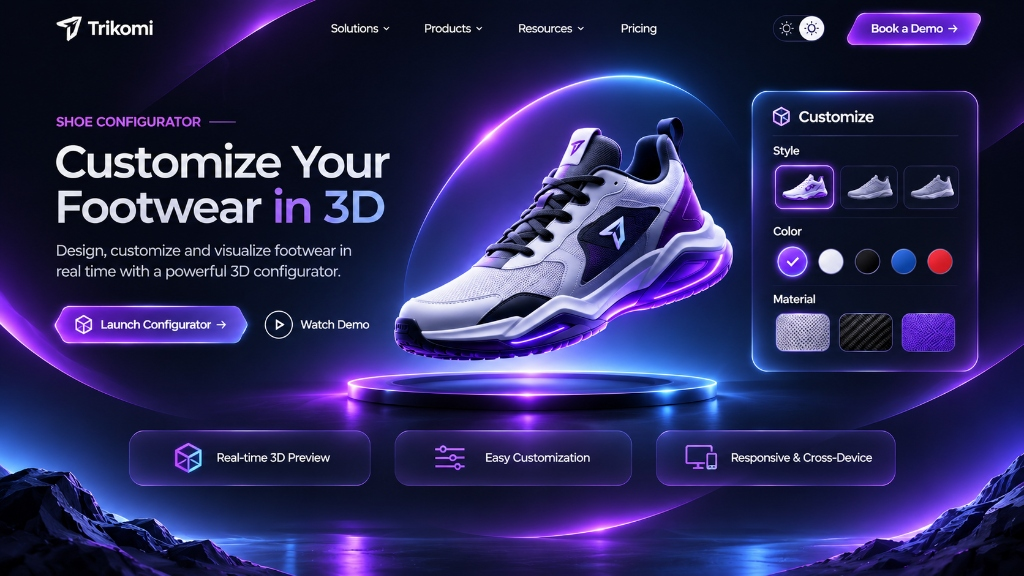 Trikomi
Solutions
Products
Resources
Pricing
Book a Demo →
SHOE CONFIGURATOR
Customize Your
Footwear in 3D
Design, customize and visualize footwear in
real time with a powerful 3D configurator.
Launch Configurator →
Watch Demo
Customize
Style
Color
Material
Real-time 3D Preview
Easy Customization
Responsive & Cross-Device